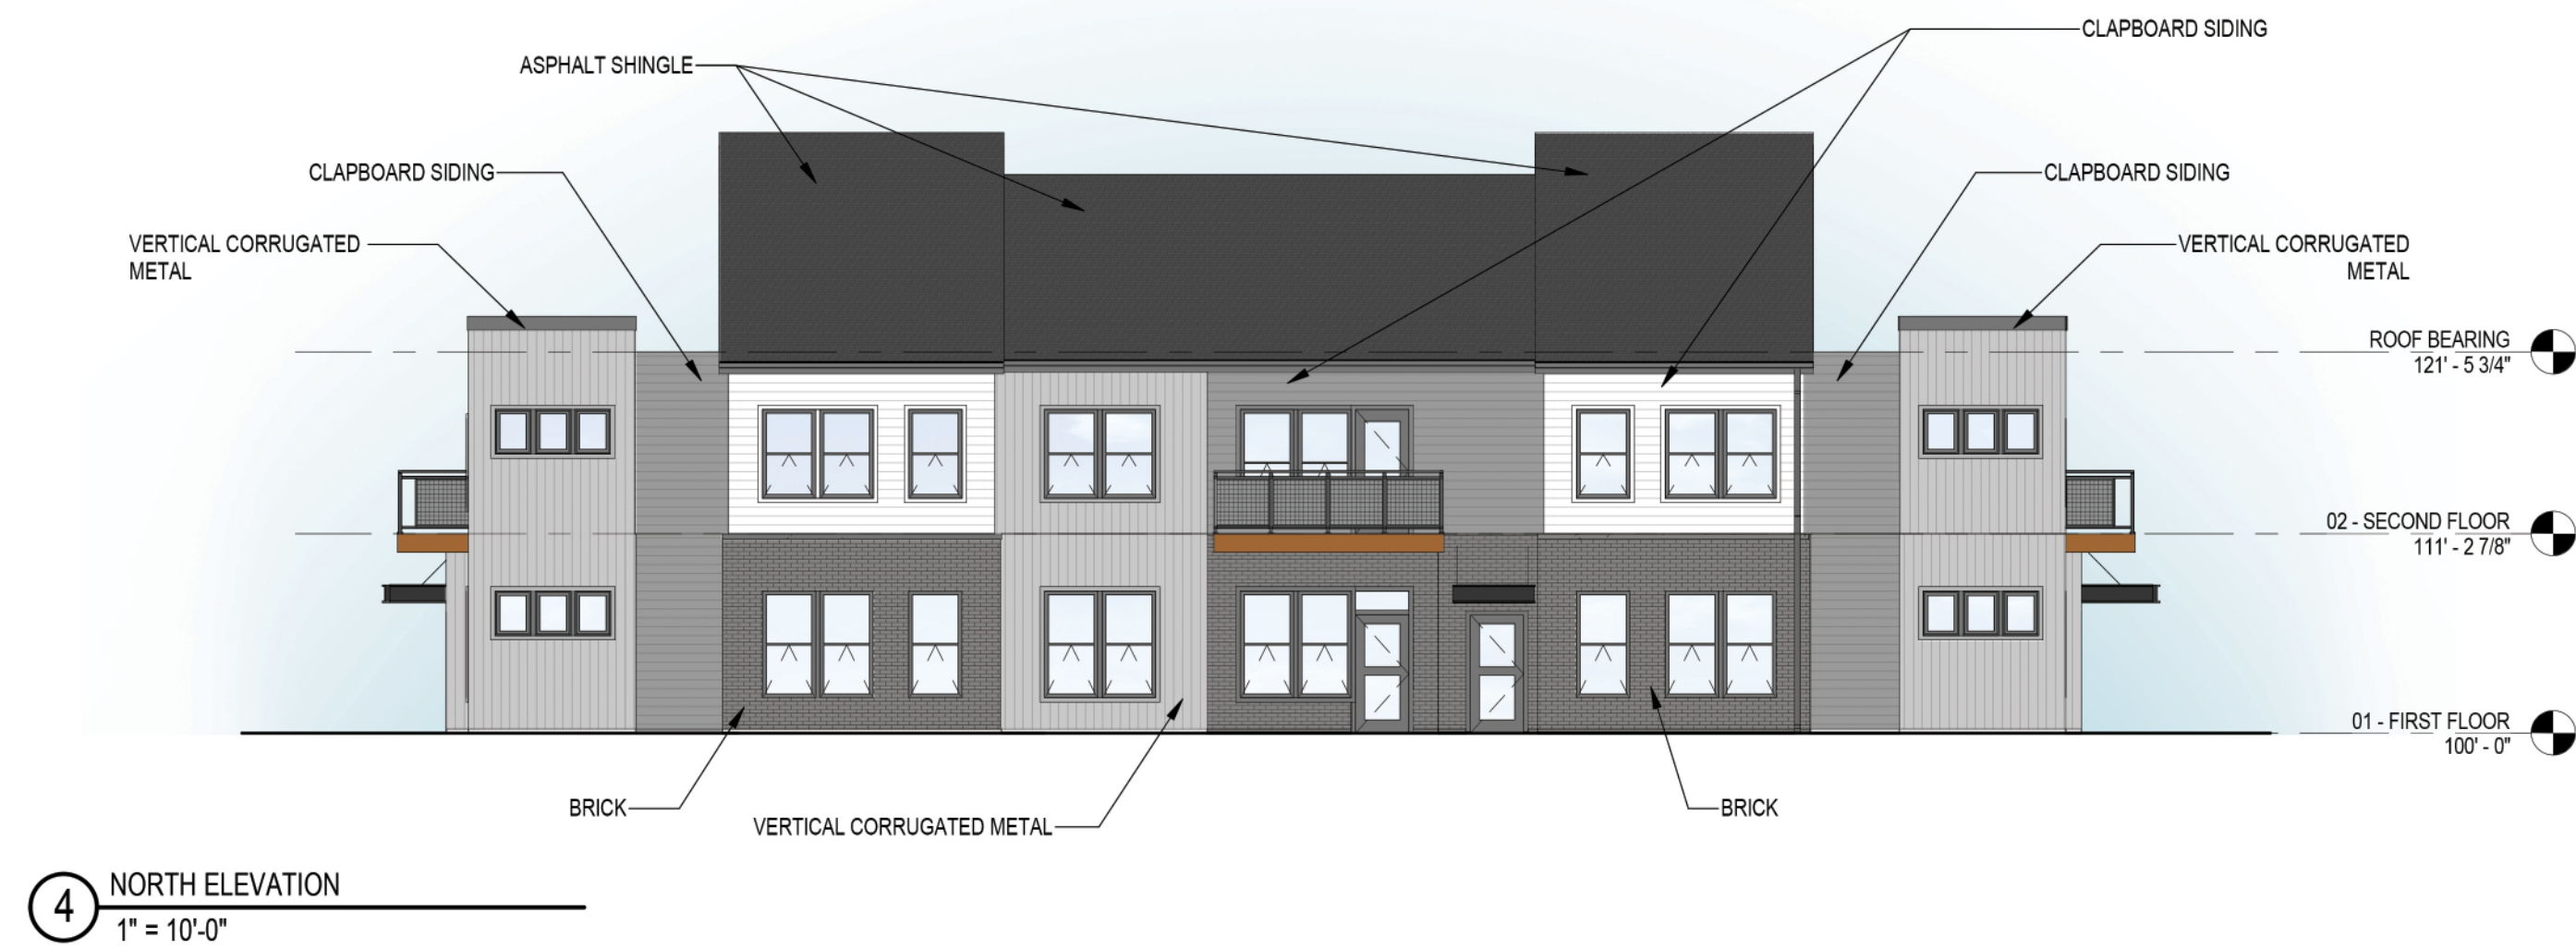 CLAPBOARD SIDING
ASPHALT SHINGLE
CLAPBOARD SIDING
CLAPBOARD SIDING
VERTICAL CORRUGATED
METAL
VERTICAL CORRUGATED
METAL
ROOF BEARING
121' - 5 3/4"
02 - SECOND FLOOR
111' - 2 7/8"
01 - FIRST FLOOR
100' - 0"
BRICK
BRICK
VERTICAL CORRUGATED METAL
4
NORTH ELEVATION
1" = 10'-0"